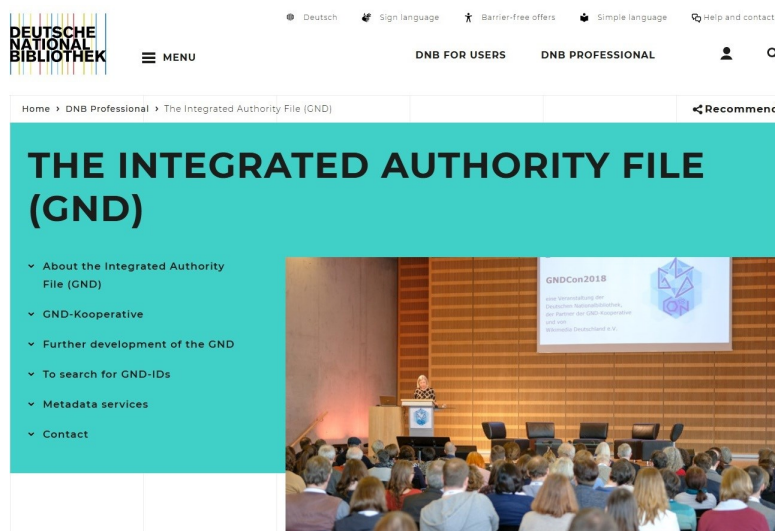 DEUTSCHE
NATIONAL
BIBLIOTHEK
Deutsch
Sign language
Barrier-free offers
Simple language
Help and contact
MENU
DNB FOR USERS
DNB PROFESSIONAL
Home › DNB Professional › The Integrated Authority File (GND)
Recommend
THE INTEGRATED AUTHORITY FILE
(GND)
About the Integrated Authority
File (GND)
GND-Kooperative
Further development of the GND
To search for GND-IDs
Metadata services
Contact
GNDCon2018
eine Veranstaltung der
Deutschen Nationalbibliothek,
der Partner der GND-Kooperative
und von
Wikimedia Deutschland e.V.
CON